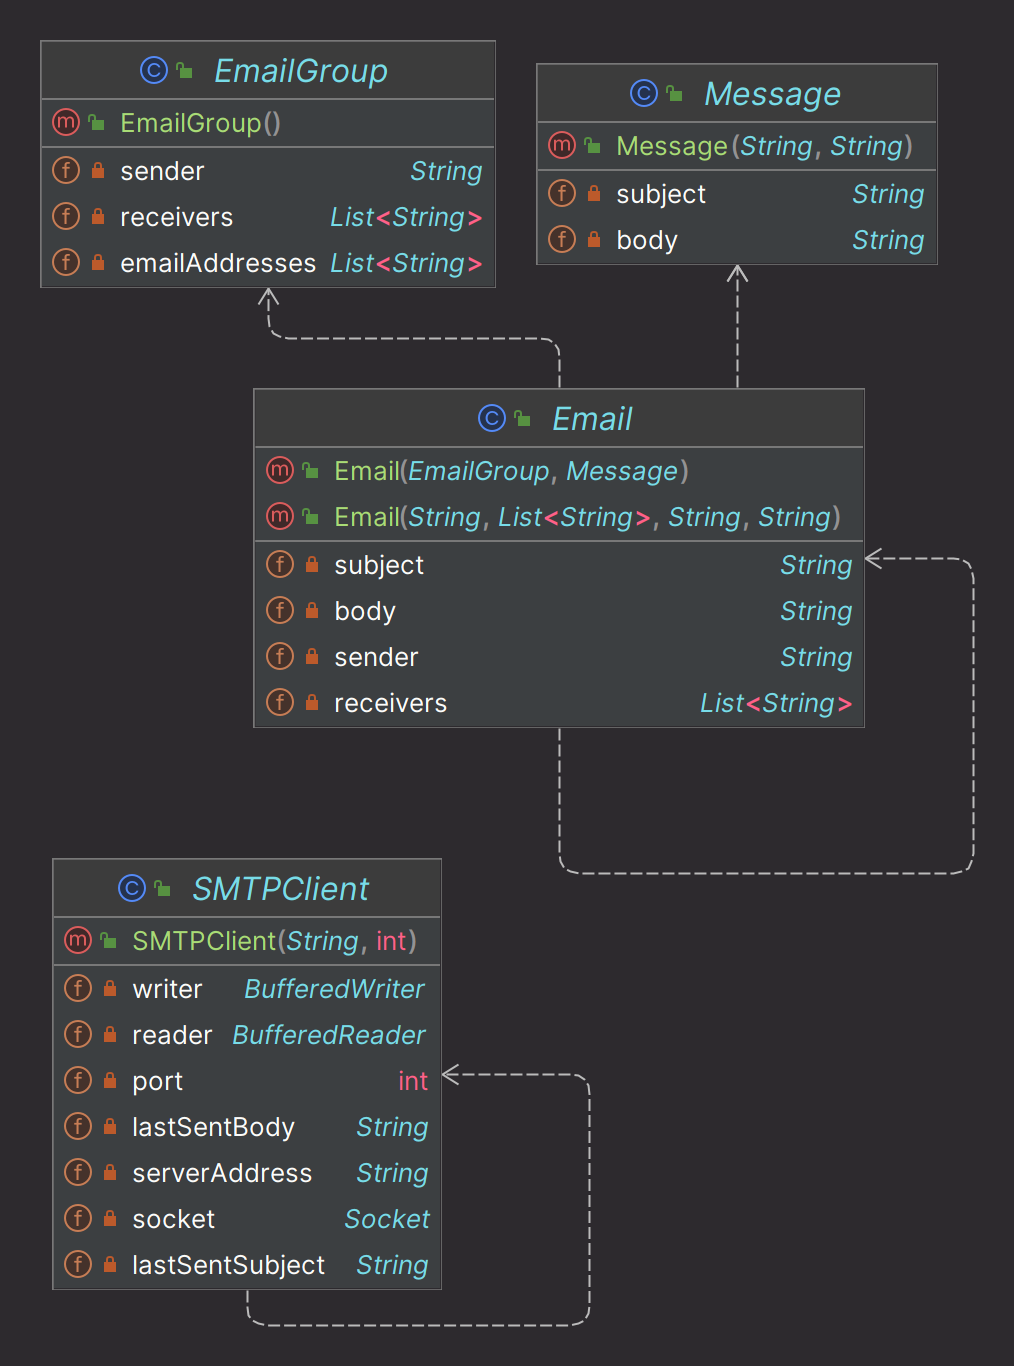 EmailGroup
EmailGroup()
sender String
receivers List<String>
emailAddresses List<String>
Message
Message(String, String)
subject String
body String
Email
Email(EmailGroup, Message)
Email(String, List<String>, String, String)
subject String
body String
sender String
receivers List<String>
SMTPClient
SMTPClient(String, int)
writer BufferedWriter
reader BufferedReader
port int
lastSentBody String
serverAddress String
socket Socket
lastSentSubject String